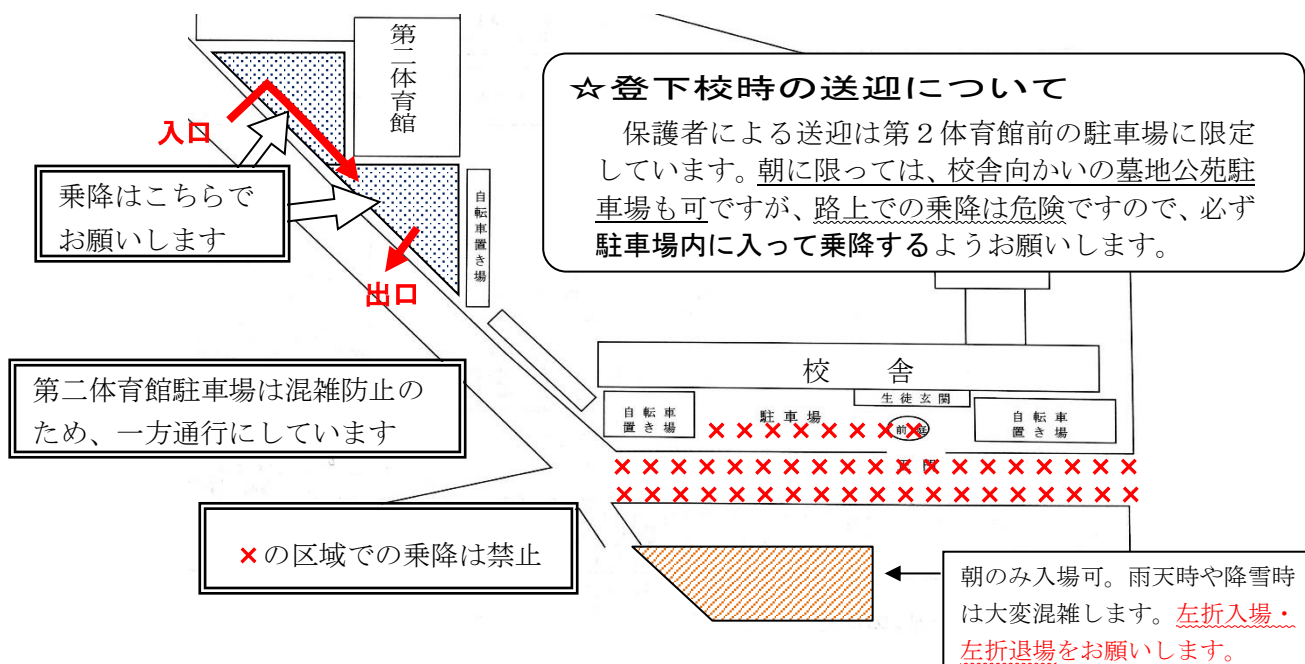 第二体育館
☆登下校時の送迎について
保護者による送迎は第2体育館前の駐車場に限定
しています。朝に限っては、校舎向かいの墓地公苑駐
車場も可ですが、路上での乗降は危険ですので、必ず
駐車場内に入って乗降するようお願いします。
入口
乗降はこちらで
お願いします
自転車置き場
出口
第二体育館駐車場は混雑防止の
ため、一方通行にしています
校舎
生徒玄関
自転車
置き場
駐車場
前庭
自転車
置き場
正門
×の区域での乗降は禁止
朝のみ入場可。雨天時や降雪時
は大変混雑します。左折入場・
左折退場をお願いします。